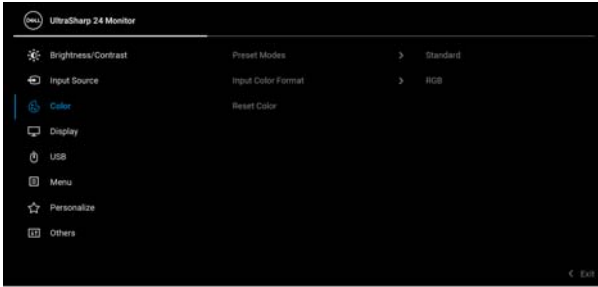 DELL UltraSharp 24 Monitor
Brightness/Contrast
Input Source
Color
Display
USB
Menu
Personalize
Others
Preset Modes > Standard
Input Color Format > RGB
Reset Color
< Exit